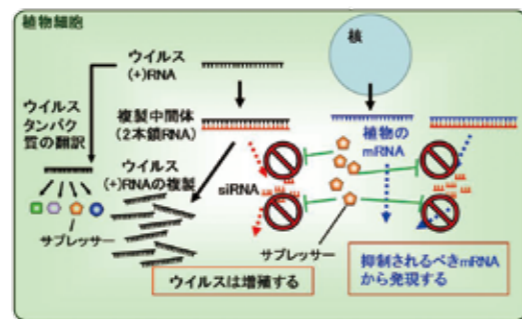 植物細胞
核
ウイルス
(+)RNA
ウイルス
タンパク
質の翻訳
複製中間体
(2本鎖RNA)
植物の
mRNA
ウイルス
(+)RNAの複製
siRNA
サプレッサー
サプレッサー
ウイルスは増殖する
抑制されるべきmRNA
から発現する